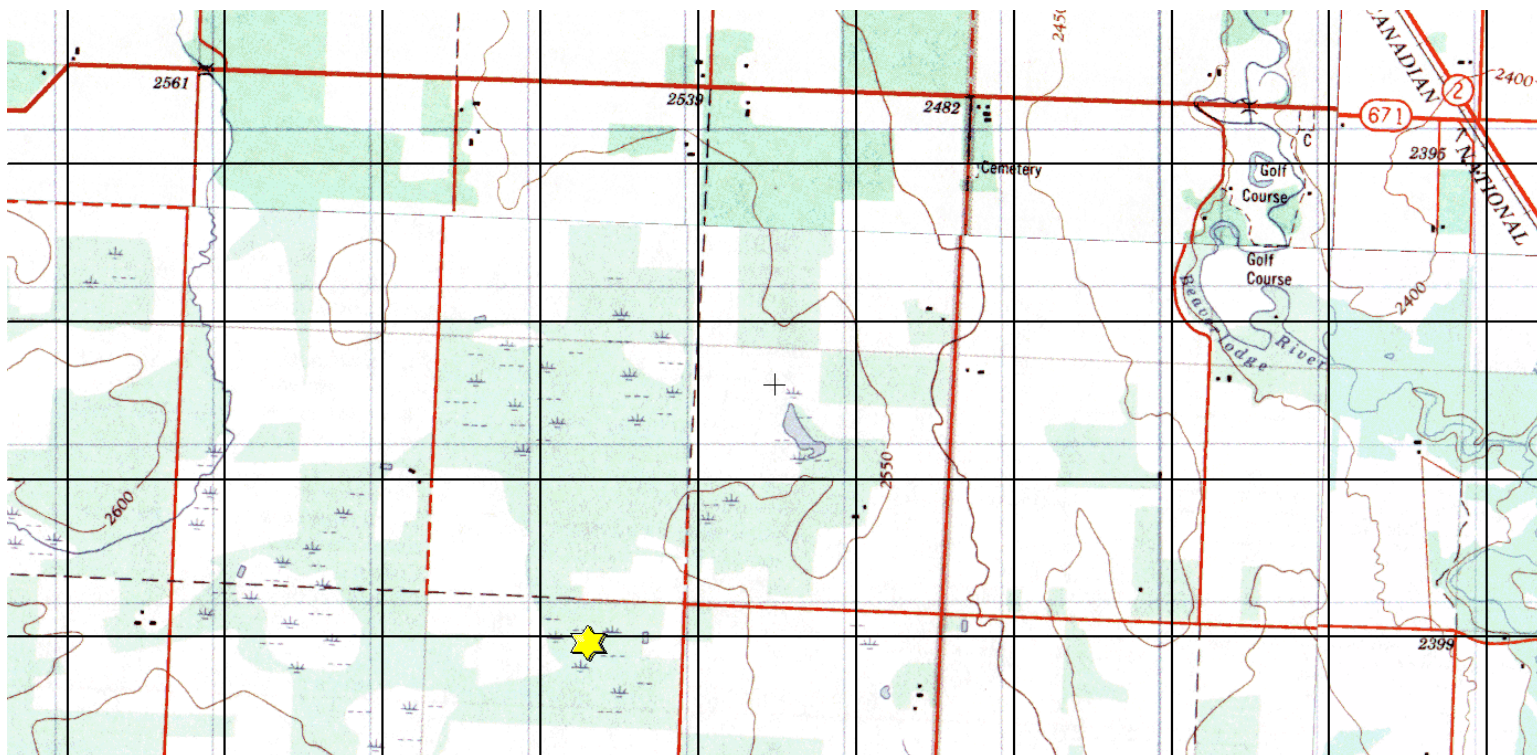 2561
2539
2482
2450
CANADIAN
NATIONAL
2
2400
671
C
2395
Cemetery
Golf
Course
Golf
Course
2400
Beaverlodge
River
2550
2600
2399